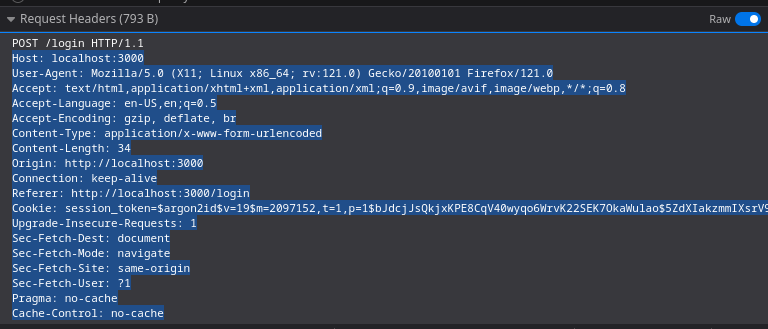 Request Headers (793 B)
Raw
POST /login HTTP/1.1
Host: localhost:3000
User-Agent: Mozilla/5.0 (X11; Linux x86_64; rv:121.0) Gecko/20100101 Firefox/121.0
Accept: text/html,application/xhtml+xml,application/xml;q=0.9,image/avif,image/webp,*/*;q=0.8
Accept-Language: en-US,en;q=0.5
Accept-Encoding: gzip, deflate, br
Content-Type: application/x-www-form-urlencoded
Content-Length: 34
Origin: http://localhost:3000
Connection: keep-alive
Referer: http://localhost:3000/login
Cookie: session_token=$argon2id$v=19$m=2097152,t=1,p=1$bJdcjJsQkjxKPE8CqV40wyqo6WrvK22SEK7OkaWulao$5ZdXIakzmmIXsrV9
Upgrade-Insecure-Requests: 1
Sec-Fetch-Dest: document
Sec-Fetch-Mode: navigate
Sec-Fetch-Site: same-origin
Sec-Fetch-User: ?1
Pragma: no-cache
Cache-Control: no-cache